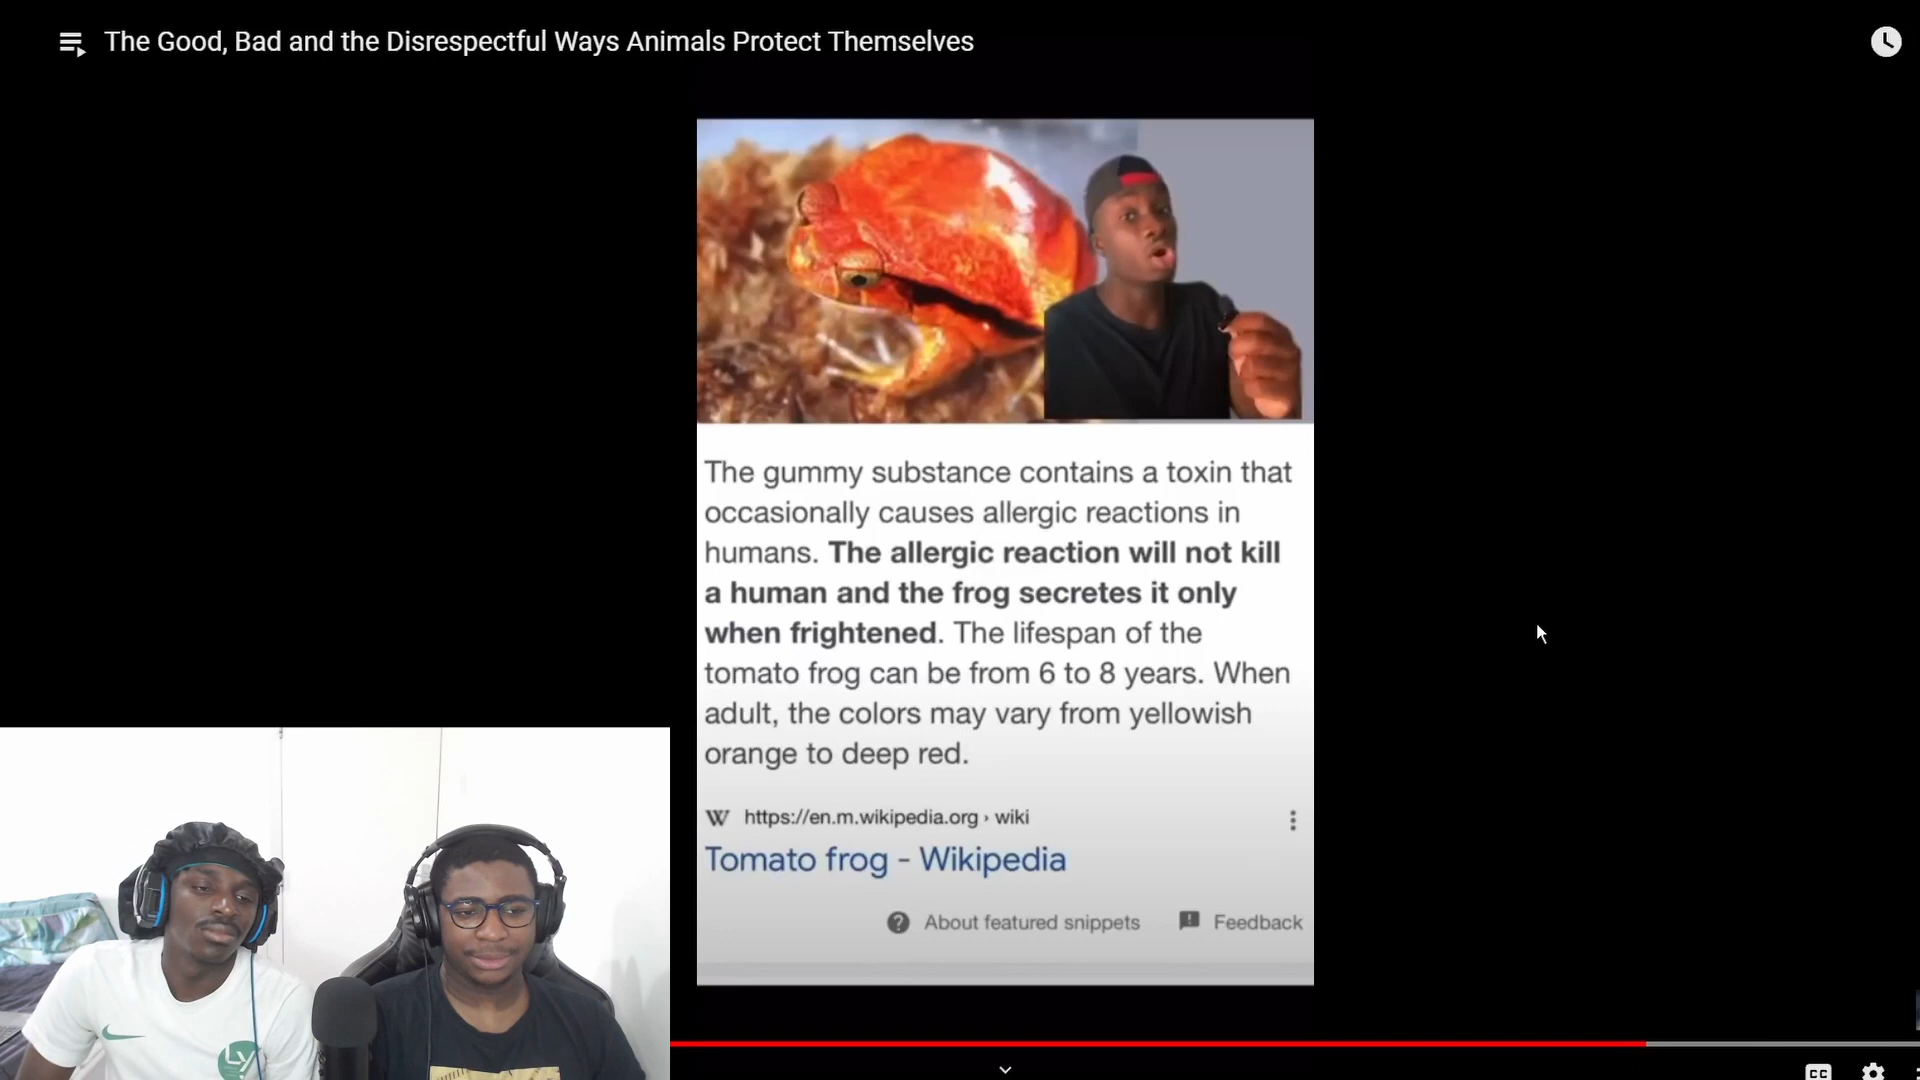 The Good, Bad and the Disrespectful Ways Animals Protect Themselves
The gummy substance contains a toxin that
occasionally causes allergic reactions in
humans. The allergic reaction will not kill
a human and the frog secretes it only
when frightened. The lifespan of the
tomato frog can be from 6 to 8 years. When
adult, the colors may vary from yellowish
orange to deep red.
W https://en.m.wikipedia.org › wiki
Tomato frog - Wikipedia
? About featured snippets ! Feedback
Ly
CC